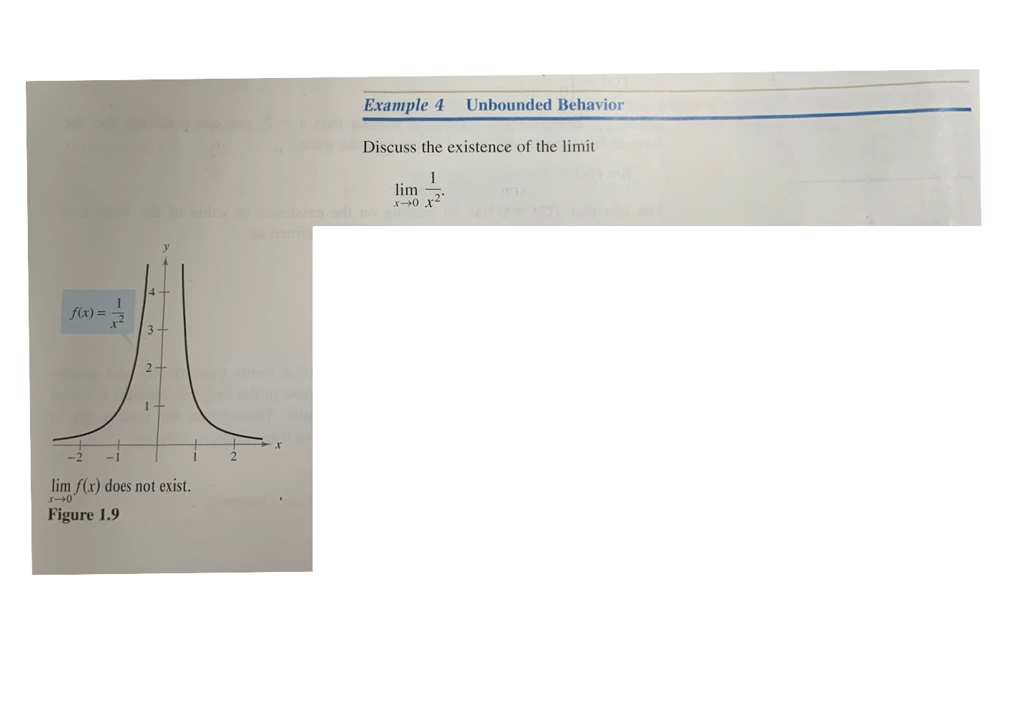 Example 4 Unbounded Behavior
Discuss the existence of the limit
lim 1/x².
x→0
y
4
f(x) = 1/x²
3
2
1
-2 -1 1 2 x
lim f(x) does not exist.
x→0
Figure 1.9